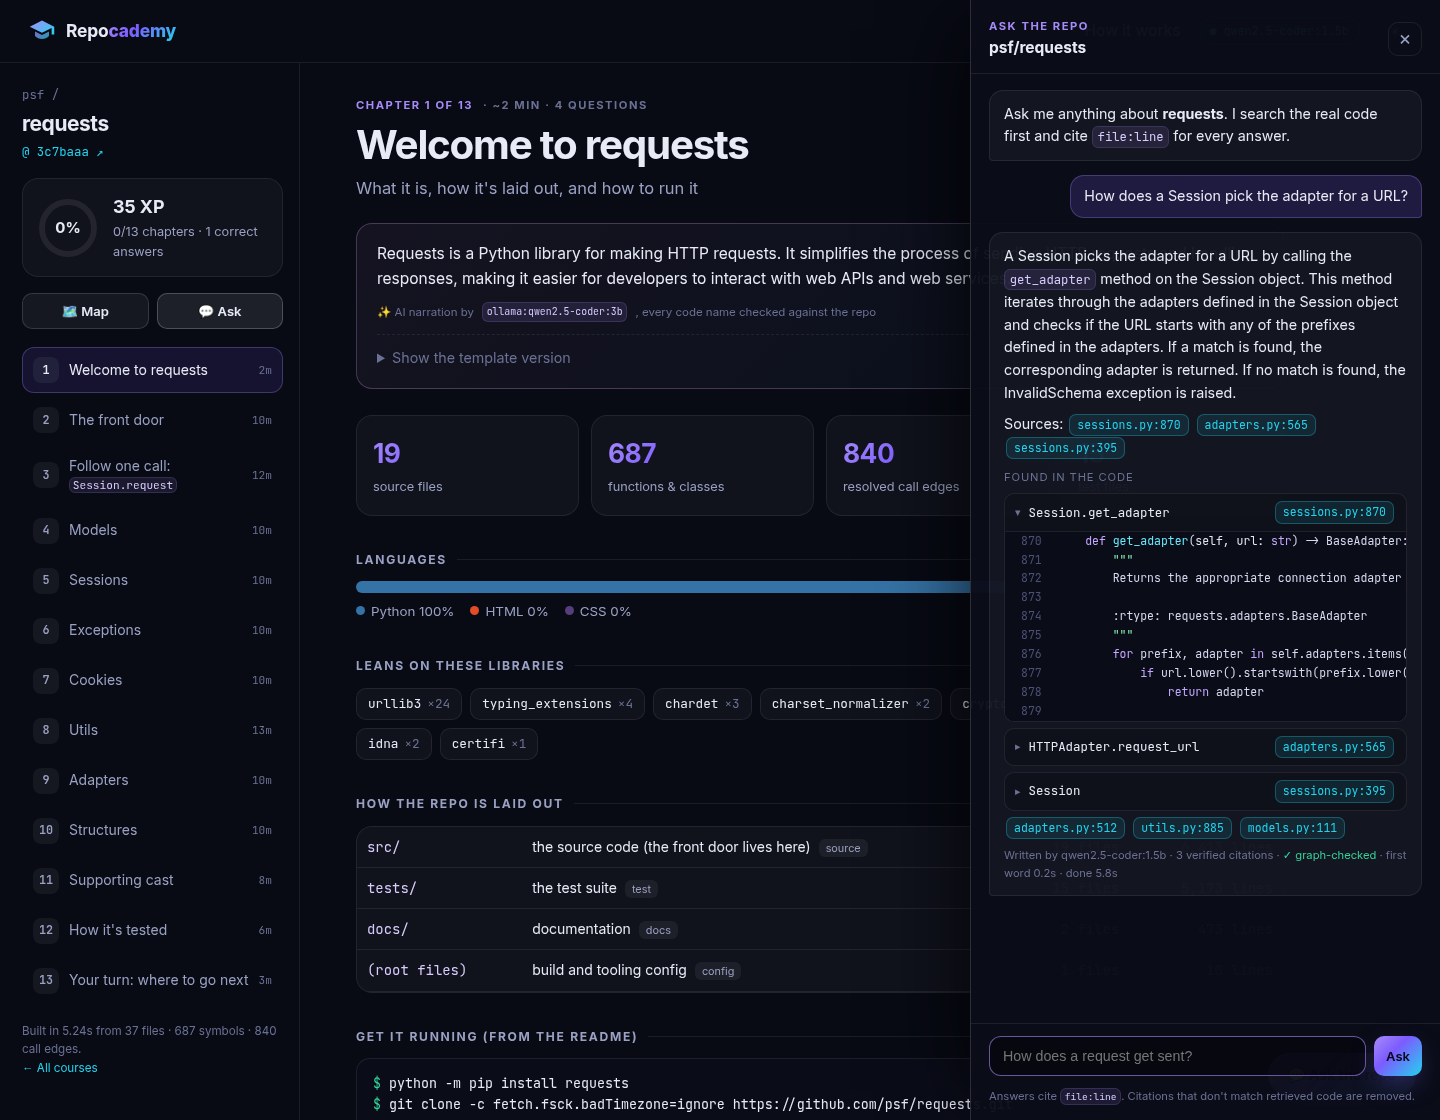 Repocademy
psf /
requests
@ 3c7baaa ↗
0%
35 XP
0/13 chapters · 1 correct
answers
🗺️ Map
💬 Ask
1 Welcome to requests 2m
2 The front door 10m
3 Follow one call: Session.request 12m
4 Models 10m
5 Sessions 10m
6 Exceptions 10m
7 Cookies 10m
8 Utils 13m
9 Adapters 10m
10 Structures 10m
11 Supporting cast 8m
12 How it's tested 6m
13 Your turn: where to go next 3m
Built in 5.24s from 37 files · 687 symbols · 840
call edges.
← All courses
CHAPTER 1 OF 13 · ~2 MIN · 4 QUESTIONS
Welcome to requests
What it is, how it's laid out, and how to run it
Requests is a Python library for making HTTP requests. It simplifies the process of
responses, making it easier for developers to interact with web APIs and web services
✨ AI narration by ollama:qwen2.5-coder:3b , every code name checked against the repo
▶ Show the template version
19
source files
687
functions & classes
840
resolved call edges
LANGUAGES
Python 100% HTML 0% CSS 0%
LEANS ON THESE LIBRARIES
urllib3 ×24 typing_extensions ×4 chardet ×3 charset_normalizer ×2
idna ×2 certifi ×1
HOW THE REPO IS LAID OUT
src/ the source code (the front door lives here) source
tests/ the test suite test
docs/ documentation docs
(root files) build and tooling config config
GET IT RUNNING (FROM THE README)
$ python -m pip install requests
$ git clone -c fetch.fsck.badTimezone=ignore https://github.com/psf/requests
ASK THE REPO
psf/requests
✕
Ask me anything about requests. I search the real code
first and cite file:line for every answer.
How does a Session pick the adapter for a URL?
A Session picks the adapter for a URL by calling the
get_adapter method on the Session object. This method
iterates through the adapters defined in the Session object
and checks if the URL starts with any of the prefixes
defined in the adapters. If a match is found, the
corresponding adapter is returned. If no match is found, the
InvalidSchema exception is raised.
Sources: sessions.py:870 adapters.py:565
sessions.py:395
FOUND IN THE CODE
▾ Session.get_adapter sessions.py:870
870 def get_adapter(self, url: str) -> BaseAdapter:
871 """
872 Returns the appropriate connection adapter
873
874 :rtype: requests.adapters.BaseAdapter
875 """
876 for prefix, adapter in self.adapters.items(
877 if url.lower().startswith(prefix.lower(
878 return adapter
879
▸ HTTPAdapter.request_url adapters.py:565
▸ Session sessions.py:395
adapters.py:512 utils.py:885 models.py:111
Written by qwen2.5-coder:1.5b · 3 verified citations · ✓ graph-checked · first
word 0.2s · done 5.8s
How does a request get sent?
Ask
Answers cite file:line. Citations that don't match retrieved code are removed.